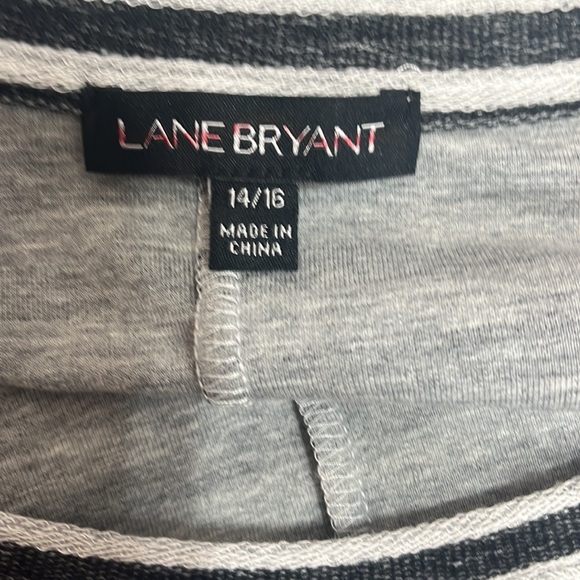 LANE BRYANT
14/16
MADE IN
CHINA